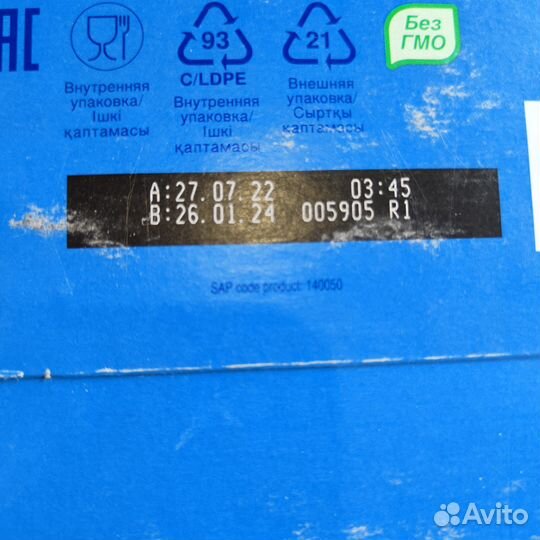 EAC
Без
ГМО
93
C/LDPE
21
Внутренняя
упаковка/
Ішкі
қаптамасы
Внутренняя
упаковка/
Ішкі
қаптамасы
Внешняя
упаковка/
Сыртқы
қаптамасы
A:27.07.22 03:45
B:26.01.24 005905 R1
SAP code product: 140050
Avito